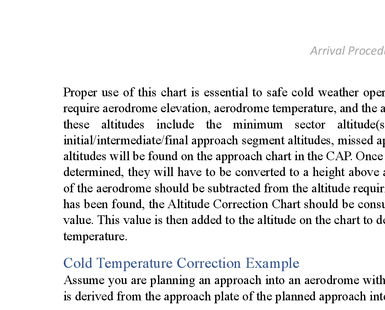 Arrival Proced
Proper use of this chart is essential to safe cold weather oper
require aerodrome elevation, aerodrome temperature, and the a
these altitudes include the minimum sector altitude(s
initial/intermediate/final approach segment altitudes, missed ap
altitudes will be found on the approach chart in the CAP. Once
determined, they will have to be converted to a height above a
of the aerodrome should be subtracted from the altitude requir
has been found, the Altitude Correction Chart should be consu
value. This value is then added to the altitude on the chart to de
temperature.
Cold Temperature Correction Example
Assume you are planning an approach into an aerodrome with
is derived from the approach plate of the planned approach into